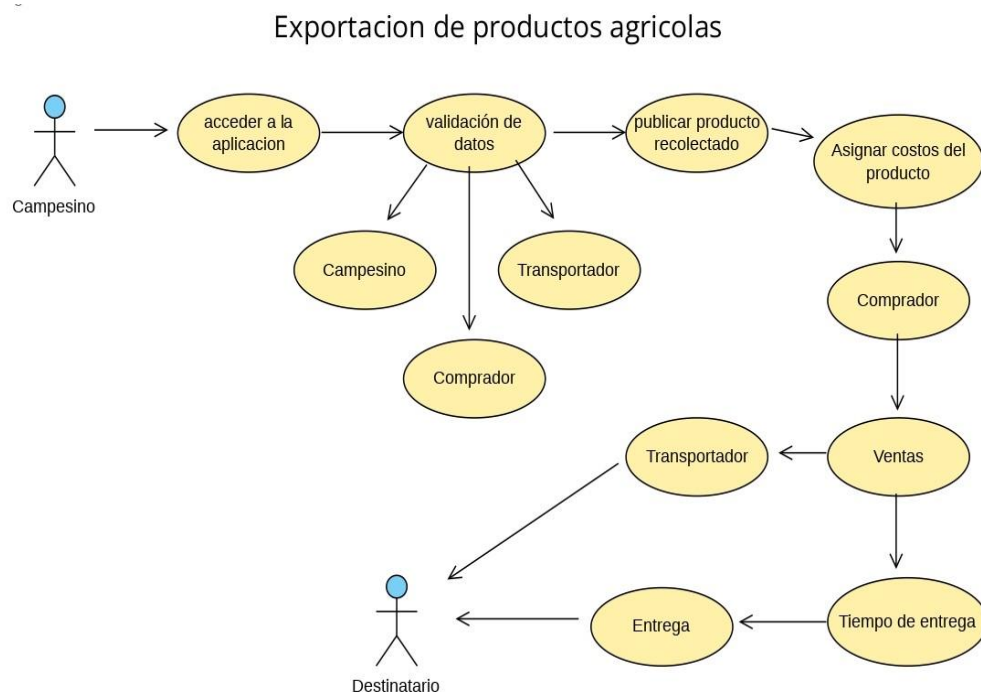 Exportacion de productos agricolas
acceder a la
aplicacion
validación de
datos
publicar producto
recolectado
Asignar costos del
producto
Campesino
Campesino
Transportador
Comprador
Comprador
Transportador
Ventas
Entrega
Tiempo de entrega
Destinatario